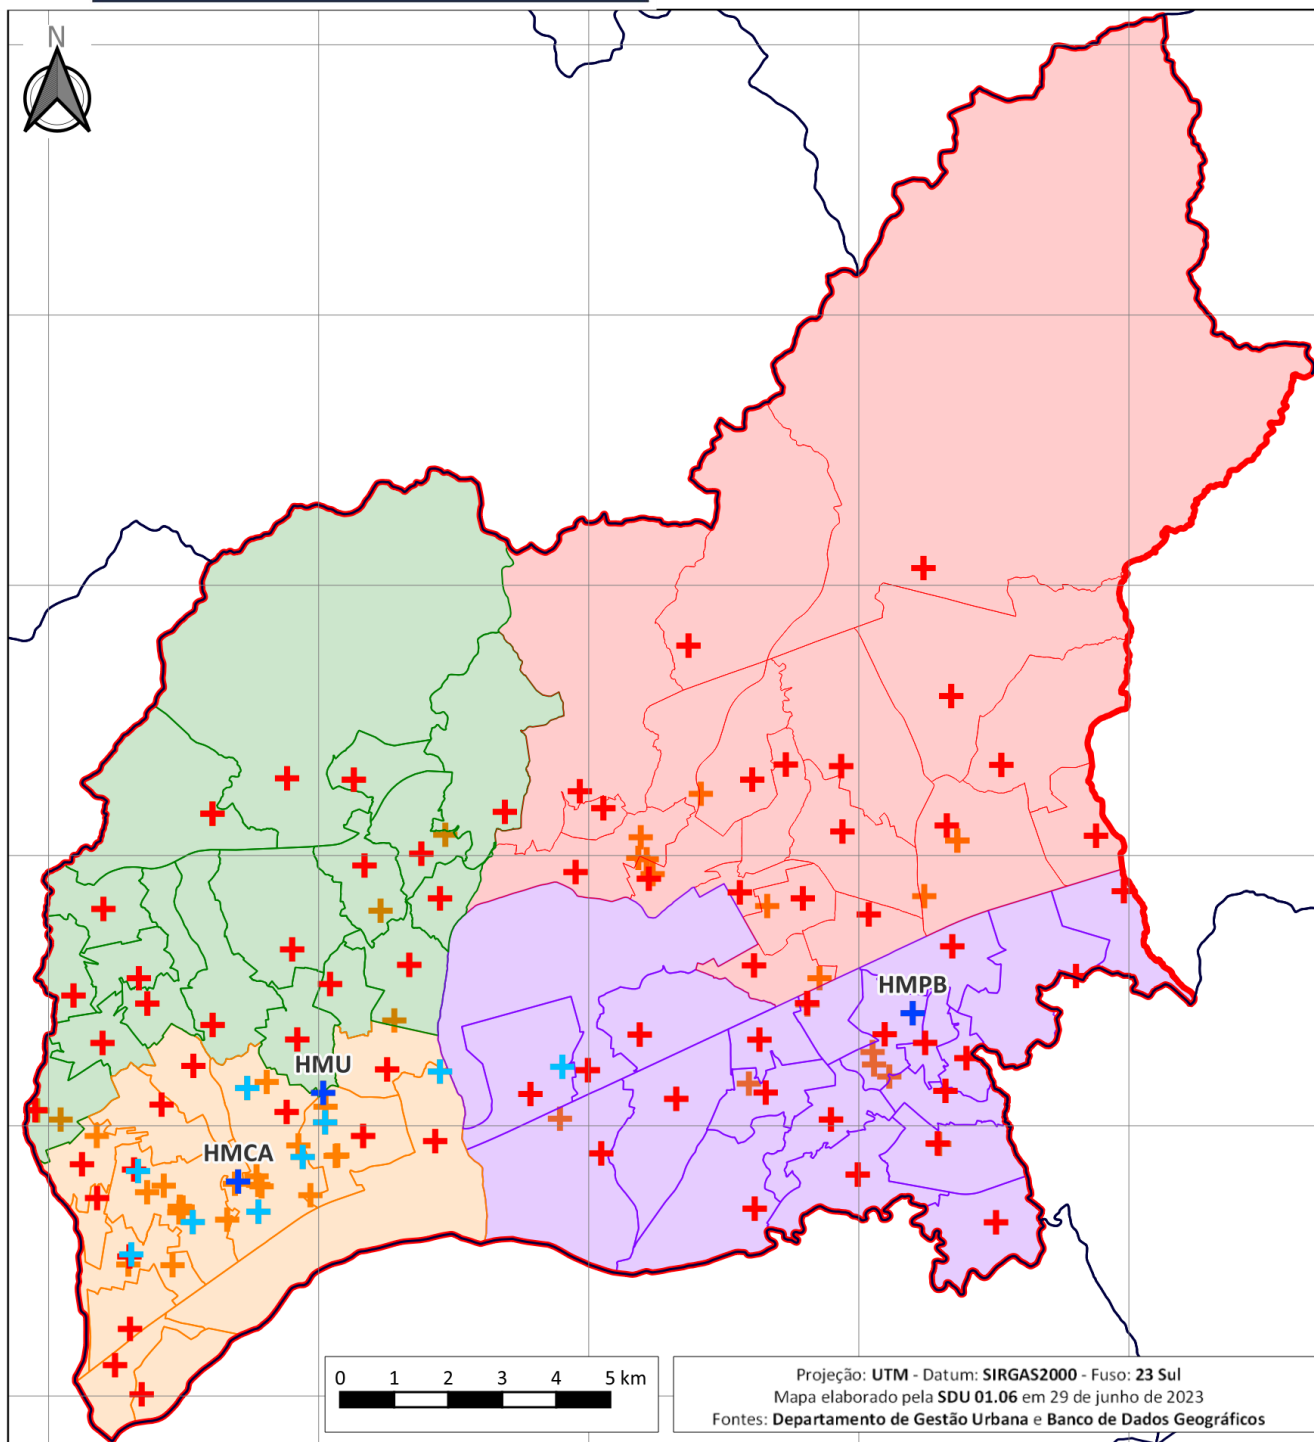 N
HMPB
HMU
HMCA
0 1 2 3 4 5 km
Projeção: UTM - Datum: SIRGAS2000 - Fuso: 23 Sul
Mapa elaborado pela SDU 01.06 em 29 de junho de 2023
Fontes: Departamento de Gestão Urbana e Banco de Dados Geográficos